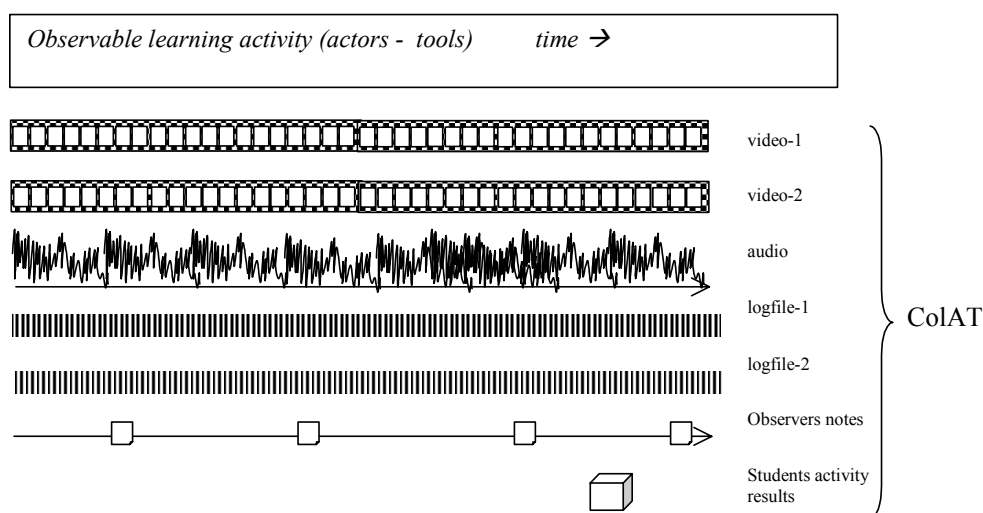 Observable learning activity (actors - tools) time →
video-1
video-2
audio
logfile-1
logfile-2
Observers notes
Students activity
results
ColAT